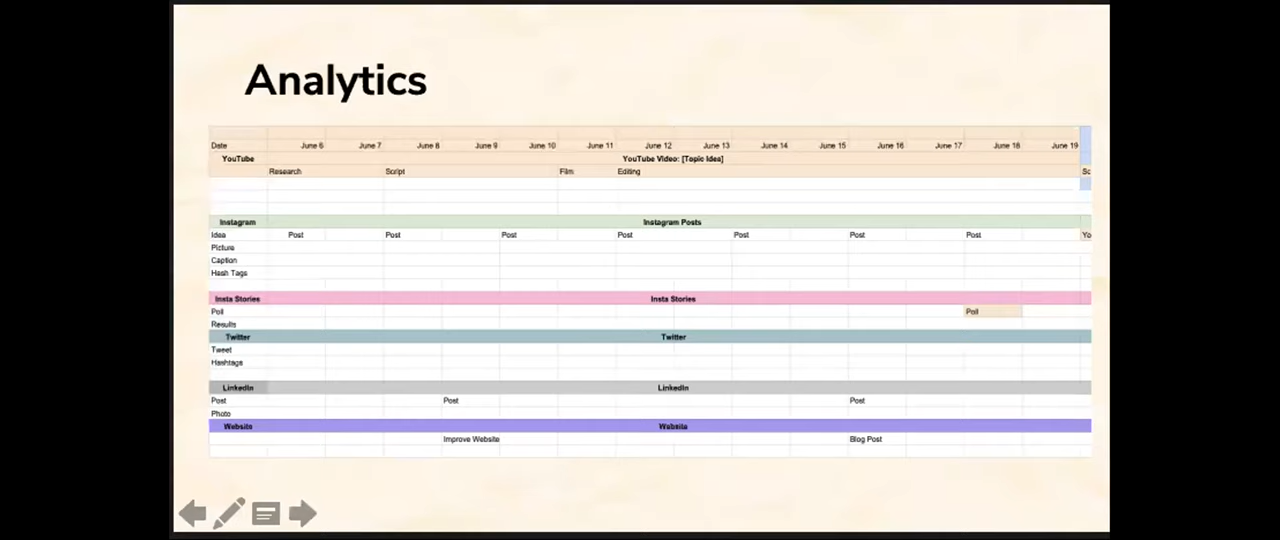 Analytics
Date June 6 June 7 June 8 June 9 June 10 June 11 June 12 June 13 June 14 June 15 June 16 June 17 June 18 June 19
YouTube YouTube Video: [Topic Idea]
Research Script Film Editing Sc
Instagram Instagram Posts
Idea Post Post Post Post Post Post Post Yo
Picture
Caption
Hash Tags
Insta Stories Insta Stories
Poll Poll
Results
Twitter Twitter
Tweet
Hashtags
LinkedIn LinkedIn
Post Post Post
Photo
Website Website
Improve Website Blog Post